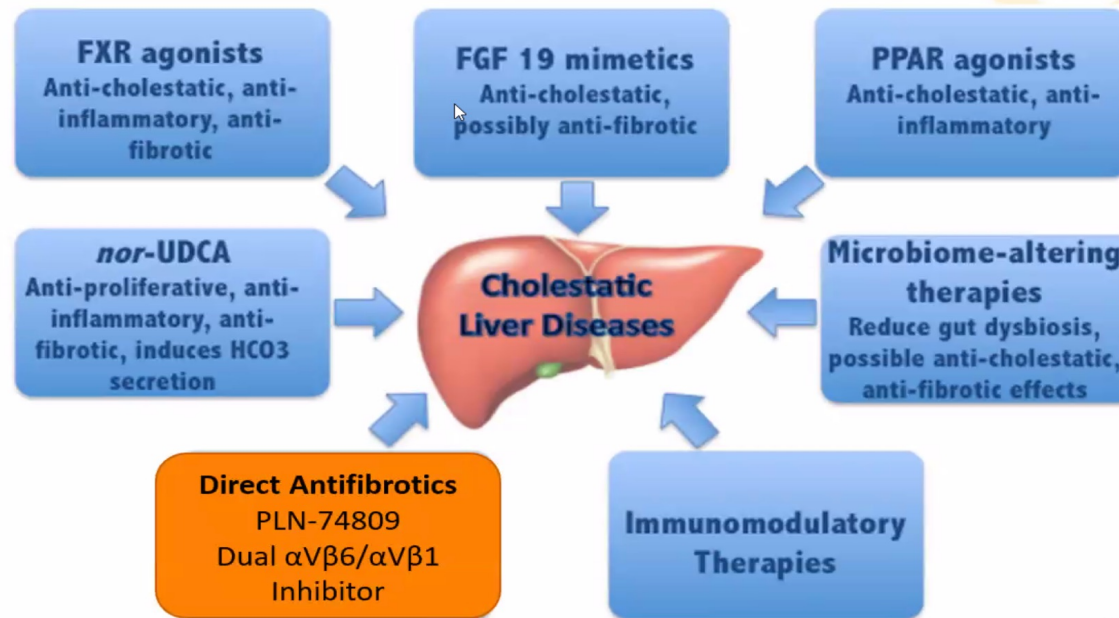 FXR agonists
Anti-cholestatic, anti-
inflammatory, anti-
fibrotic
FGF 19 mimetics
Anti-cholestatic,
possibly anti-fibrotic
PPAR agonists
Anti-cholestatic, anti-
inflammatory
nor-UDCA
Anti-proliferative, anti-
inflammatory, anti-
fibrotic, induces HCO3
secretion
Cholestatic
Liver Diseases
Microbiome-altering
therapies
Reduce gut dysbiosis,
possible anti-cholestatic,
anti-fibrotic effects
Direct Antifibrotics
PLN-74809
Dual αVβ6/αVβ1
Inhibitor
Immunomodulatory
Therapies